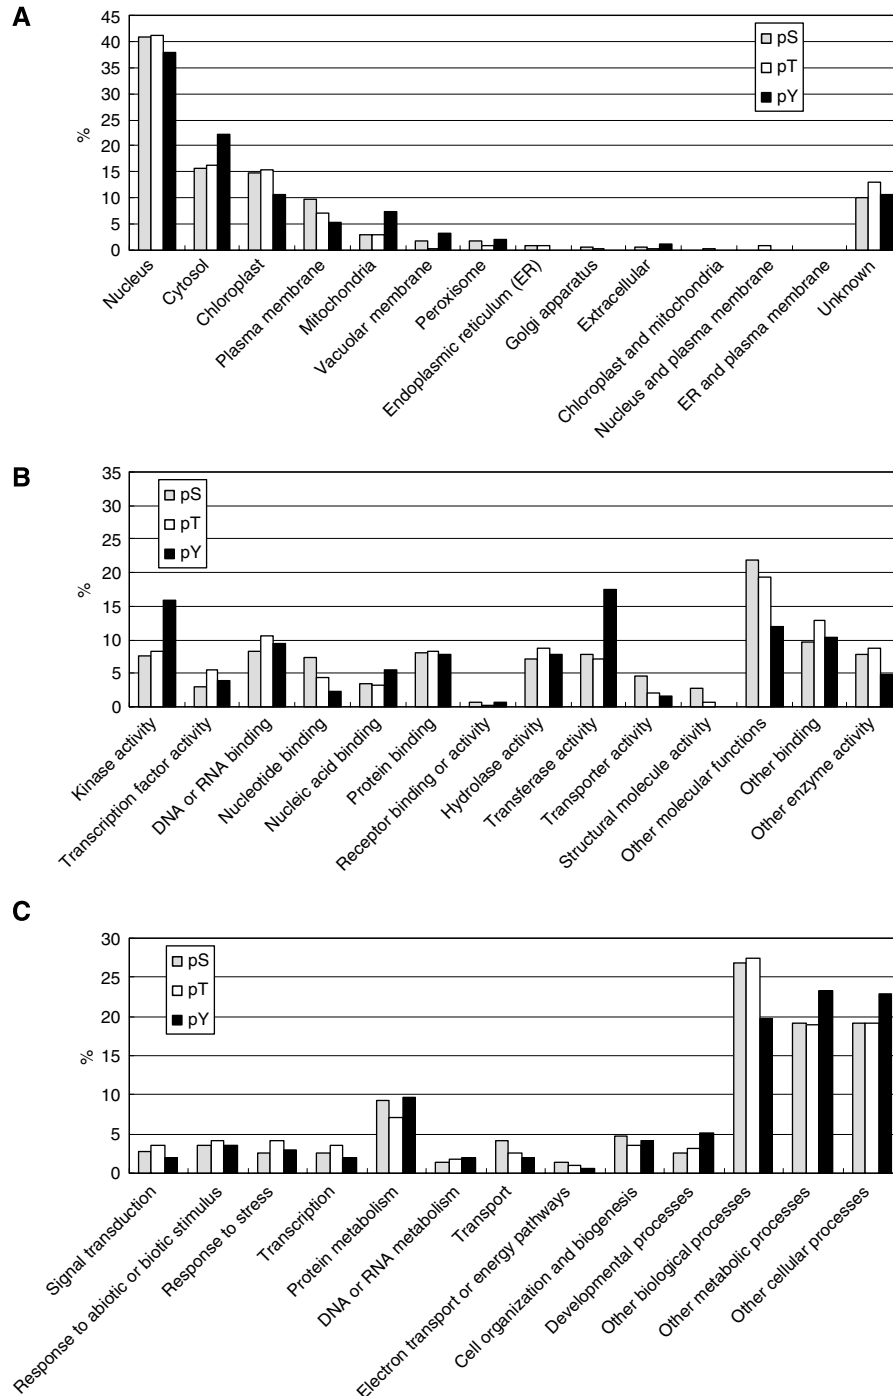 A
45
40
35
30
25
20
15
10
5
0
%
pS
pT
pY
Nucleus
Cytosol
Chloroplast
Plasma membrane
Mitochondria
Vacuolar membrane
Peroxisome
Endoplasmic reticulum (ER)
Golgi apparatus
Extracellular
Chloroplast and mitochondria
Nucleus and plasma membrane
ER and plasma membrane
Unknown
B
35
30
25
20
15
10
5
0
%
pS
pT
pY
Kinase activity
Transcription factor activity
DNA or RNA binding
Nucleotide binding
Nucleic acid binding
Protein binding
Receptor binding or activity
Hydrolase activity
Transferase activity
Transporter activity
Structural molecule activity
Other molecular functions
Other binding
Other enzyme activity
C
30
25
20
15
10
5
0
%
pS
pT
pY
Signal transduction
Response to abiotic or biotic stimulus
Response to stress
Transcription
Protein metabolism
DNA or RNA metabolism
Transport
Electron transport or energy pathways
Cell organization and biogenesis
Developmental processes
Other biological processes
Other metabolic processes
Other cellular processes